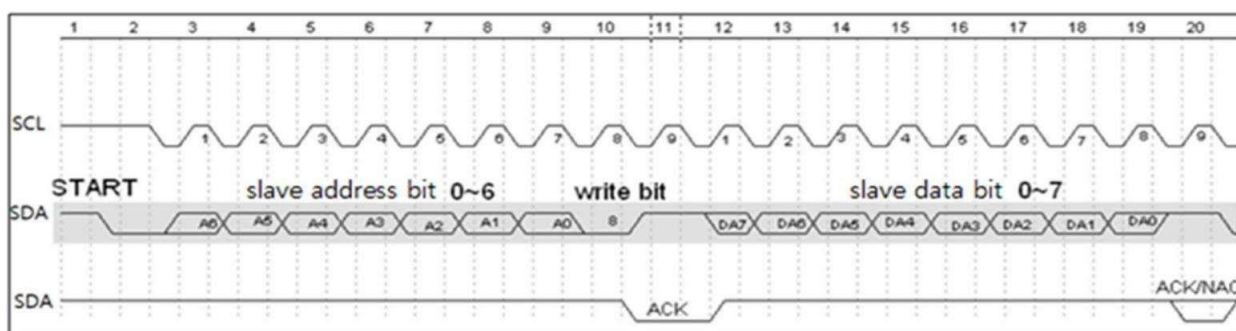 1 2 3 4 5 6 7 8 9 10 11 12 13 14 15 16 17 18 19 20
SCL 1 2 3 4 5 6 7 8 9 1 2 3 4 5 6 7 8 9
START slave address bit 0~6 write bit slave data bit 0~7
SDA A6 A5 A4 A3 A2 A1 A0 8 DA7 DA6 DA5 DA4 DA3 DA2 DA1 DA0
ACK/NAC
SDA ACK